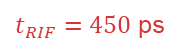 t_RIF = 450 ps